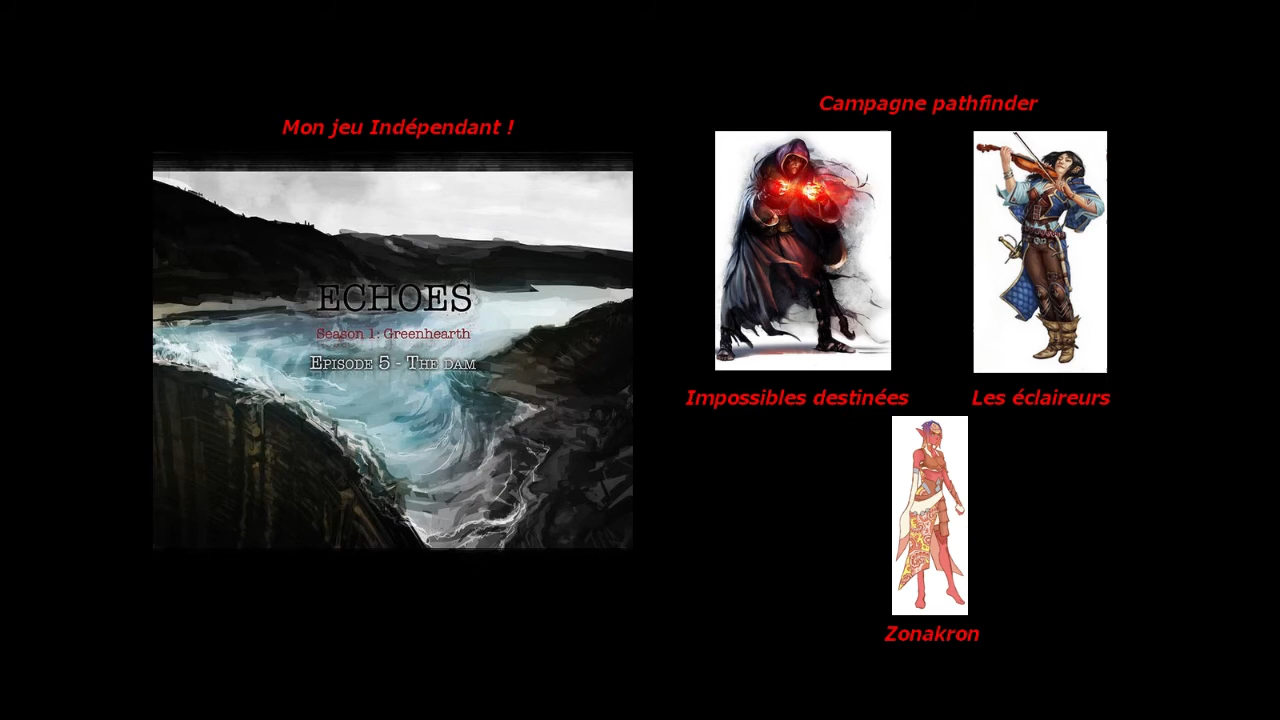 Mon jeu Indépendant !
ECHOES
Season 1: Greenhearth
Episode 5 - The dam
Campagne pathfinder
Impossibles destinées
Les éclaireurs
Zonakron